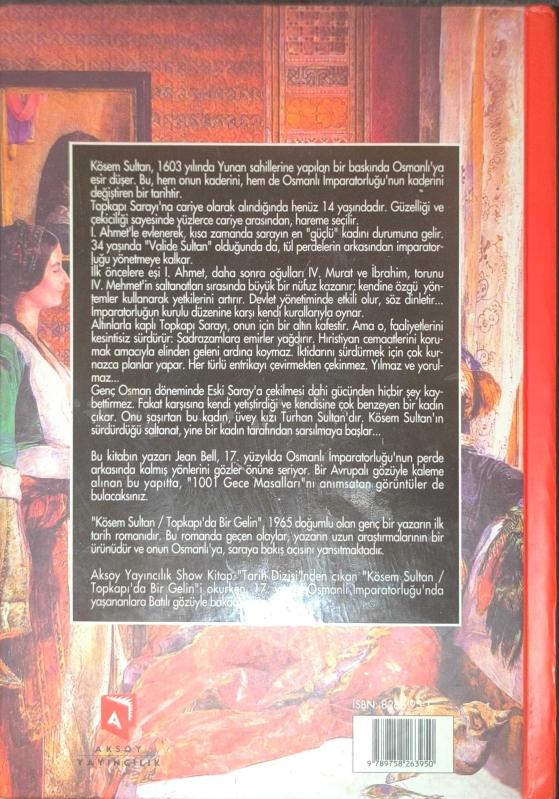 Kösem Sultan, 1603 yılında Yunan sahillerine yapılan bir baskında Osmanlı'ya
esir düşer. Bu, hem onun kaderini, hem de Osmanlı İmparatorluğu'nun kaderini
değiştiren bir tarihtir.
Topkapı Sarayı'na cariye olarak alındığında henüz 14 yaşındadır. Güzelliği ve
çekiciliği sayesinde yüzlerce cariye arasından, hareme seçilir.
I. Ahmet'le evlenerek, kısa zamanda sarayın en "güçlü" kadını durumuna gelir.
34 yaşında "Valide Sultan" olduğunda da, tül perdelerin arkasından imparator-
luğu yönetmeye kalkar.
İlk öncelere eşi I. Ahmet, daha sonra oğulları IV. Murat ve İbrahim, torunu
IV. Mehmet'in saltanatları sırasında büyük bir nüfuz kazanır; kendine özgü yön-
temler kullanarak yetkilerini artırır. Devlet yönetiminde etkili olur, söz dinletir...
İmparatorluğun kurulu düzenine karşı kendi kurallarıyla oynar.
Altınlarla kaplı Topkapı Sarayı, onun için bir altın kafestir. Ama o, faaliyetlerini
kesintisiz sürdürür: Sadrazamlara emirler yağdırır. Hıristiyan cemaatlerini koru-
mak amacıyla elinden geleni ardına koymaz. İktidarını sürdürmek için çok kur-
nazca planlar yapar. Her türlü entrikayı çevirmekten çekinmez. Yılmaz ve yorul-
maz...
Genç Osman döneminde Eski Saray'a çekilmesi dahi gücünden hiçbir şey kay-
bettirmez. Fakat karşısına kendi yetiştirdiği ve kendisine çok benzeyen bir kadın
çıkar. Onu şaşırtan bu kadın, üvey kızı Turhan Sultan'dır. Kösem Sultan'ın
sürdürdüğü saltanat, yine bir kadın tarafından sarsılmaya başlar...
Bu kitabın yazarı Jean Bell, 17. yüzyılda Osmanlı İmparatorluğu'nun perde
arkasında kalmış yönlerini gözler önüne seriyor. Bir Avrupalı gözüyle kaleme
alınan bu yapıtta, "1001 Gece Masalları"nı anımsatan görüntüler de
bulacaksınız.
"Kösem Sultan / Topkapı'da Bir Gelin", 1965 doğumlu olan genç bir yazarın ilk
tarih romanıdır. Bu romanda geçen olaylar, yazarın uzun araştırmalarının bir
ürünüdür ve onun Osmanlı'ya, saraya bakış açısını yansıtmaktadır.
Aksoy Yayıncılık Show Kitap "Tarih Dizisi"nden çıkan "Kösem Sultan /
Topkapı'da Bir Gelin"i okurken, 17. Osmanlı İmparatorluğu'nda
yaşananlara Batılı gözüyle
A
AKSOY
YAYINCILIK
ISBN:
9 789758 263950